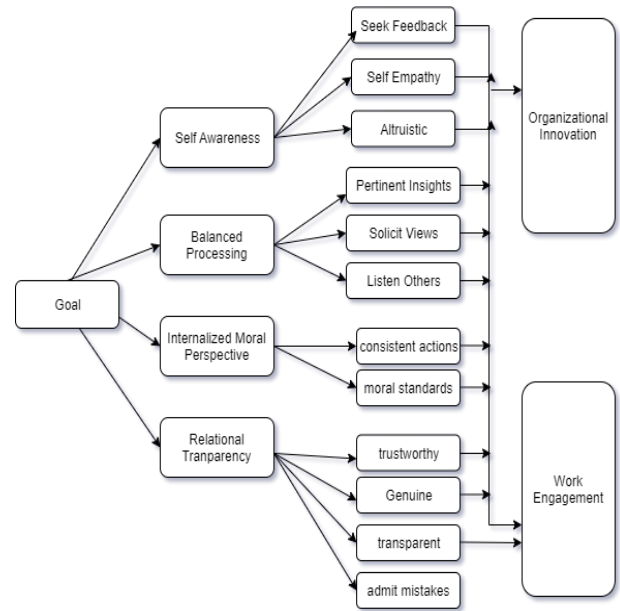 Seek Feedback
Self Empathy
Altruistic
Self Awareness
Organizational
Innovation
Pertinent Insights
Solicit Views
Listen Others
Balanced
Processing
Goal
Internalized Moral
Perspective
consistent actions
moral standards
Relational
Tranparency
trustworthy
Genuine
transparent
admit mistakes
Work
Engagement